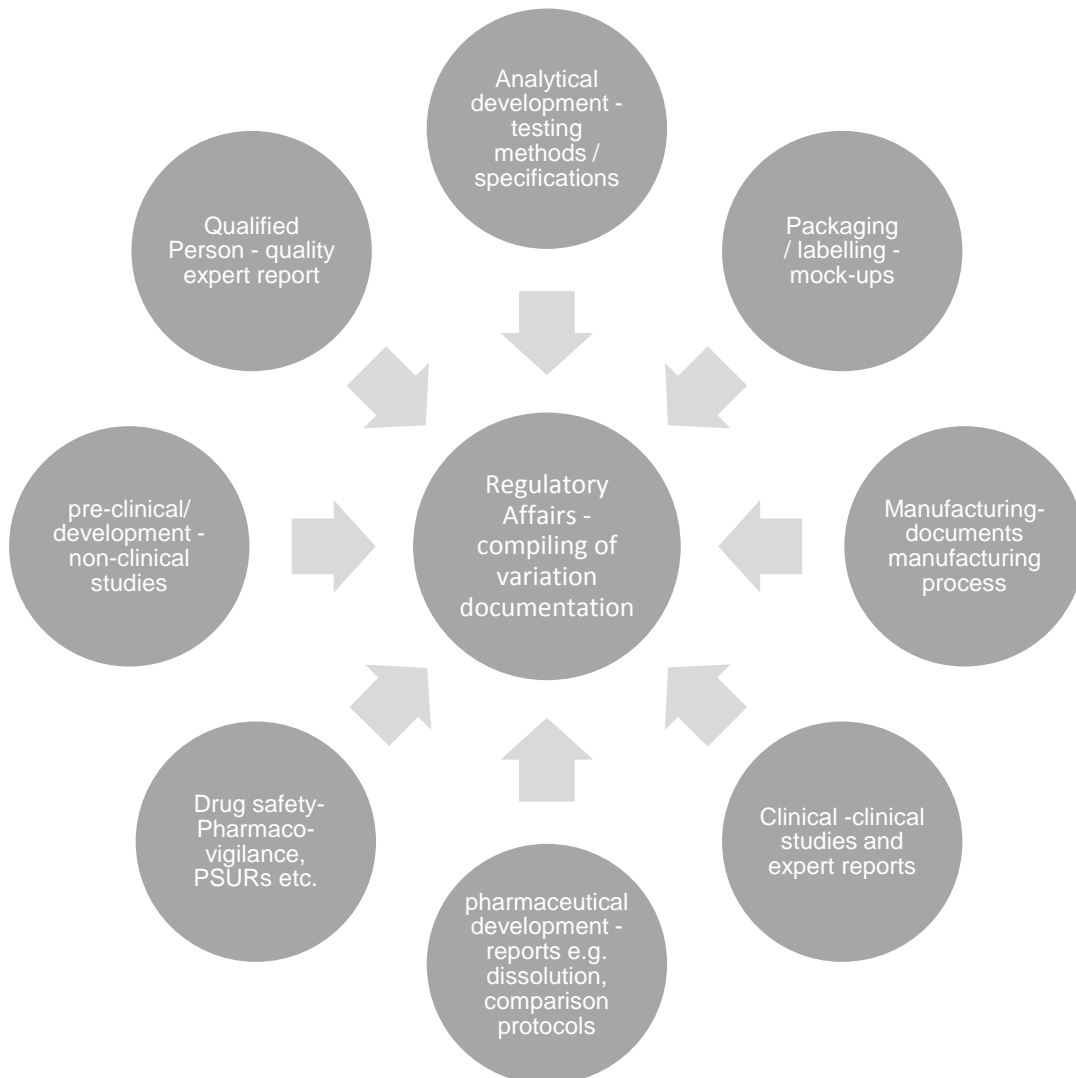 Analytical
development -
testing
methods /
specifications
Qualified
Person - quality
expert report
Packaging
/ labelling -
mock-ups
pre-clinical/
development -
non-clinical
studies
Regulatory
Affairs -
compiling of
variation
documentation
Manufacturing-
documents
manufacturing
process
Drug safety-
Pharmaco-
vigilance,
PSURs etc.
Clinical -clinical
studies and
expert reports
pharmaceutical
development -
reports e.g.
dissolution,
comparison
protocols